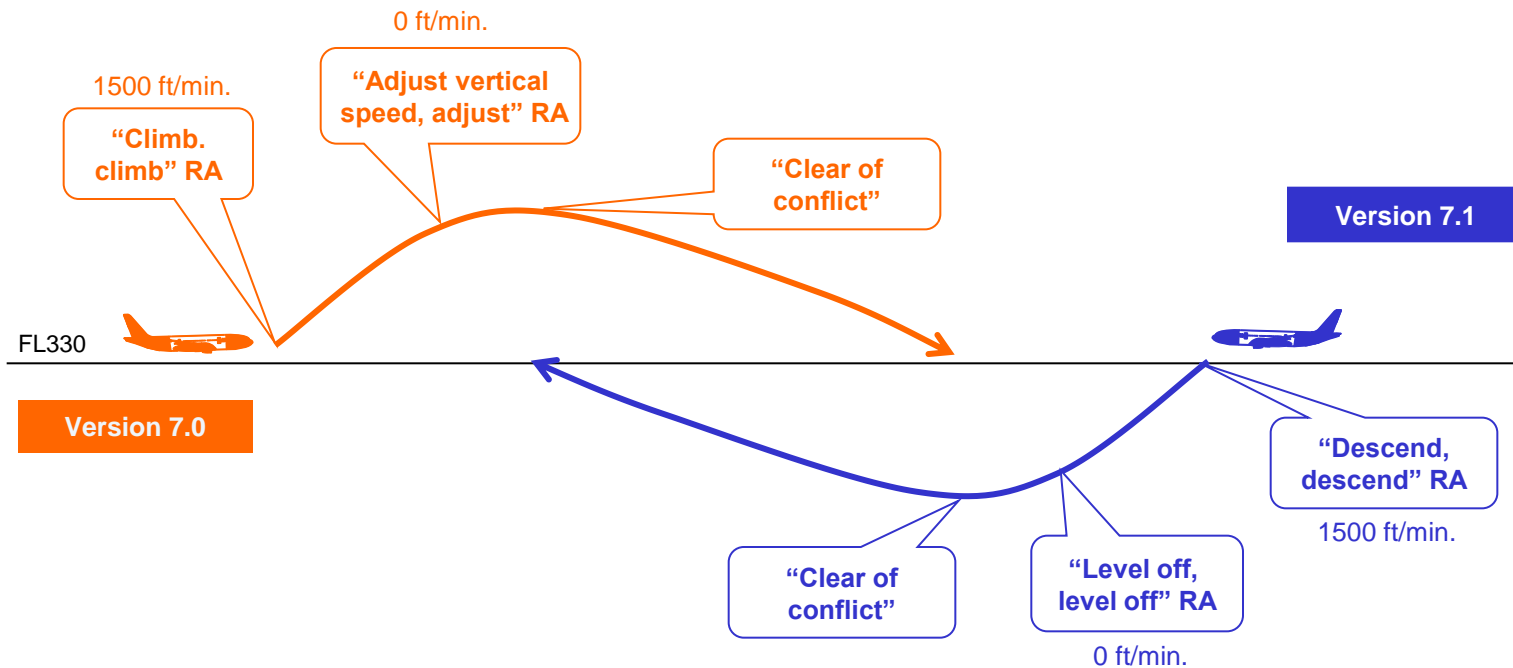 0 ft/min.
1500 ft/min.
“Adjust vertical
speed, adjust” RA
“Climb.
climb” RA
“Clear of
conflict”
Version 7.1
FL330
Version 7.0
“Descend,
descend” RA
1500 ft/min.
“Clear of
conflict”
“Level off,
level off” RA
0 ft/min.